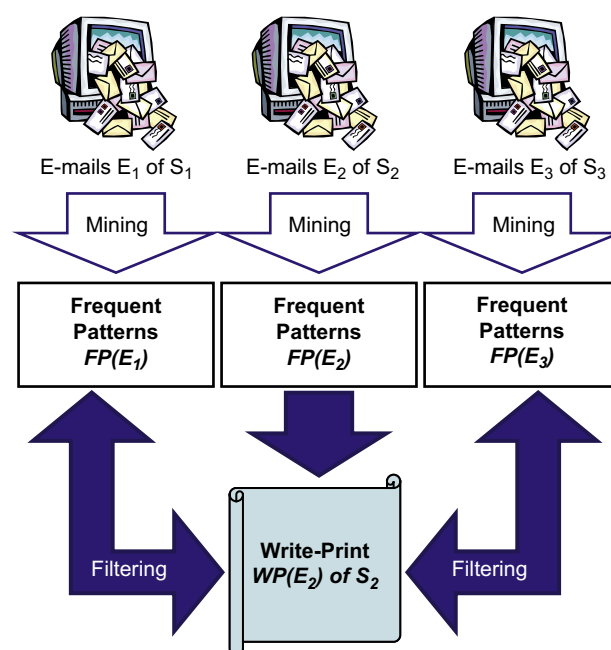 E-mails E₁ of S₁
E-mails E₂ of S₂
E-mails E₃ of S₃
Mining
Mining
Mining
Frequent
Patterns
FP(E₁)
Frequent
Patterns
FP(E₂)
Frequent
Patterns
FP(E₃)
Filtering
Write-Print
WP(E₂) of S₂
Filtering